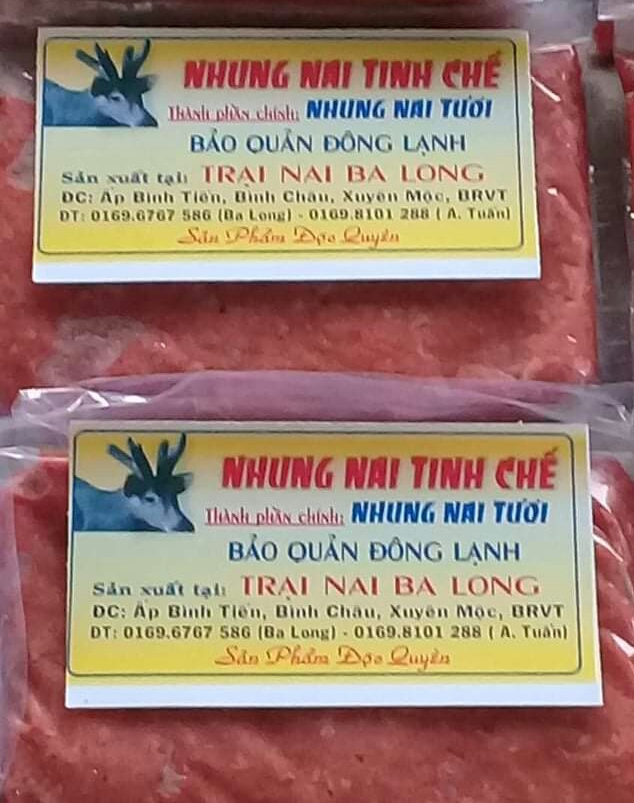 NHUNG NAI TINH CHẾ
Thành phần chính: NHUNG NAI TƯƠI
BẢO QUẢN ĐÔNG LẠNH
Sản xuất tại: TRẠI NAI BA LONG
ĐC: Ấp Bình Tiến, Bình Châu, Xuyên Mộc, BRVT
ĐT: 0169.6767 586 (Ba Long) - 0169.8101 288 ( A. Tuấn)
Sản Phẩm Độc Quyền
NHUNG NAI TINH CHẾ
Thành phần chính: NHUNG NAI TƯƠI
BẢO QUẢN ĐÔNG LẠNH
Sản xuất tại: TRẠI NAI BA LONG
ĐC: Ấp Bình Tiến, Bình Châu, Xuyên Mộc, BRVT
ĐT: 0169.6767 586 (Ba Long) - 0169.8101 288 ( A. Tuấn)
Sản Phẩm Độc Quyền